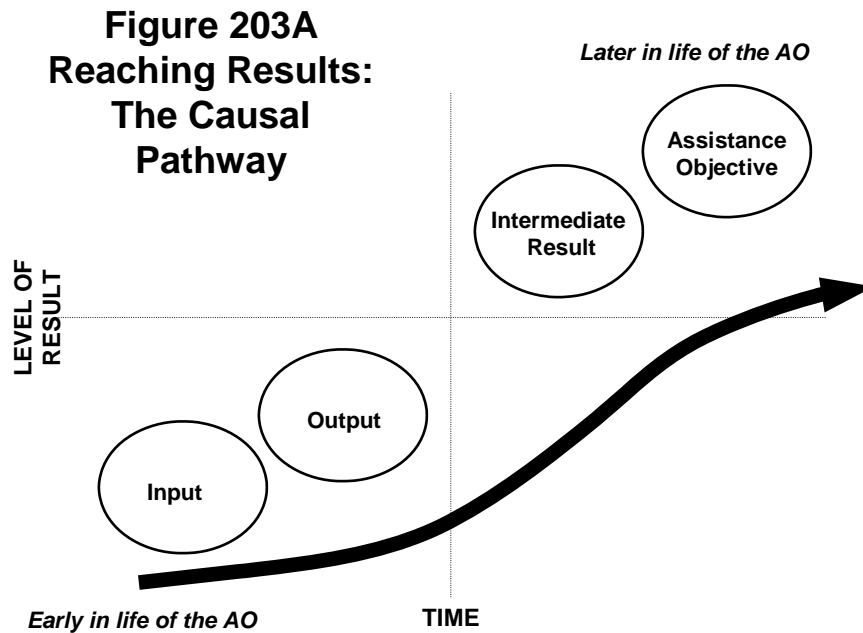 Figure 203A
Reaching Results:
The Causal
Pathway
Later in life of the AO
Assistance
Objective
Intermediate
Result
LEVEL OF
RESULT
Output
Input
Early in life of the AO
TIME